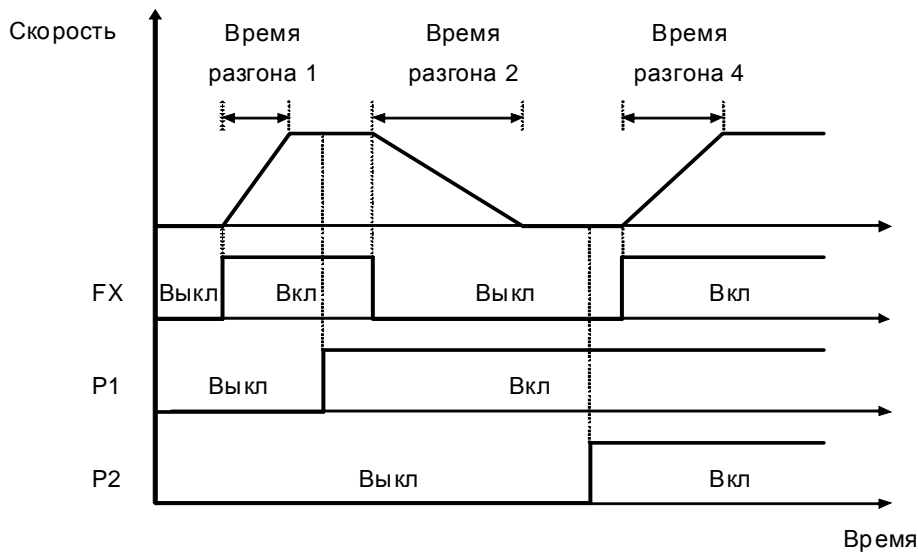 Скорость
Время
разгона 1
Время
разгона 2
Время
разгона 4
FX
Выкл
Вкл
Выкл
Вкл
P1
Выкл
Вкл
P2
Выкл
Вкл
Время